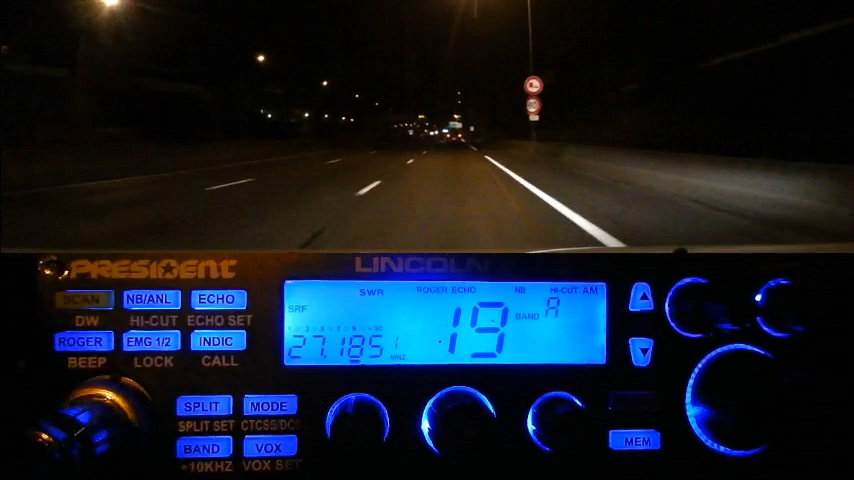 PRESIDENT
LINCOLN
SCAN NB/ANL ECHO
DW HI-CUT ECHO SET
ROGER EMG 1/2 INDIC
BEEP LOCK CALL
SPLIT MODE
SPLIT SET
BAND VOX
+10KHZ VOX SET
SWR ROGER ECHO NB HI-CUT AM
SRF
19 BAND A
27.185 MHZ
MEM